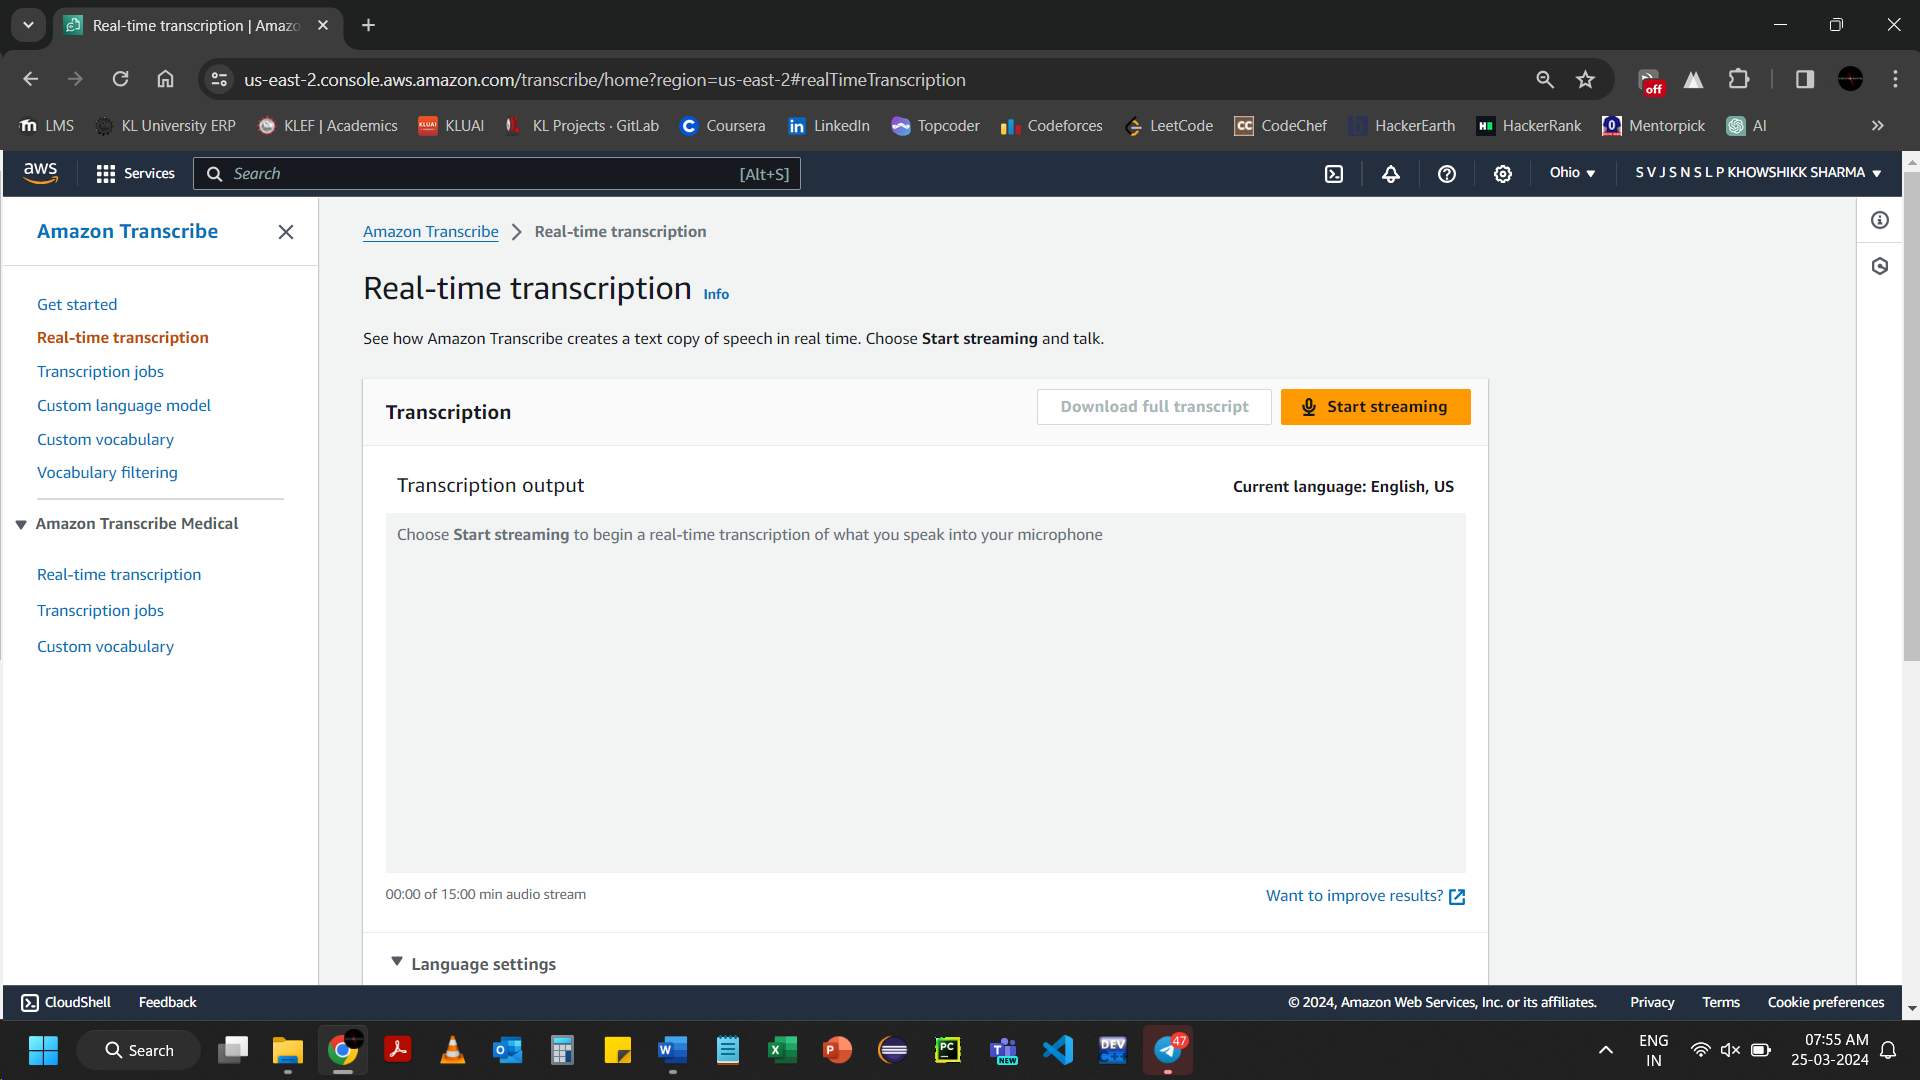 Real-time transcription | Amazo
us-east-2.console.aws.amazon.com/transcribe/home?region=us-east-2#realTimeTranscription
off
LMS KL University ERP KLEF | Academics KLUAI KLUAI KL Projects · GitLab Coursera LinkedIn Topcoder Codeforces LeetCode CC CodeChef HackerEarth HackerRank Mentorpick AI
aws Services Search [Alt+S] Ohio S V J S N S L P KHOWSHIKK SHARMA
Amazon Transcribe
Get started
Real-time transcription
Transcription jobs
Custom language model
Custom vocabulary
Vocabulary filtering
Amazon Transcribe Medical
Real-time transcription
Transcription jobs
Custom vocabulary
Amazon Transcribe Real-time transcription
Real-time transcription Info
See how Amazon Transcribe creates a text copy of speech in real time. Choose Start streaming and talk.
Transcription Download full transcript Start streaming
Transcription output Current language: English, US
Choose Start streaming to begin a real-time transcription of what you speak into your microphone
00:00 of 15:00 min audio stream Want to improve results?
Language settings
CloudShell Feedback © 2024, Amazon Web Services, Inc. or its affiliates. Privacy Terms Cookie preferences
Search PC NEW DEV 47 ENG 07:55 AM
IN 25-03-2024